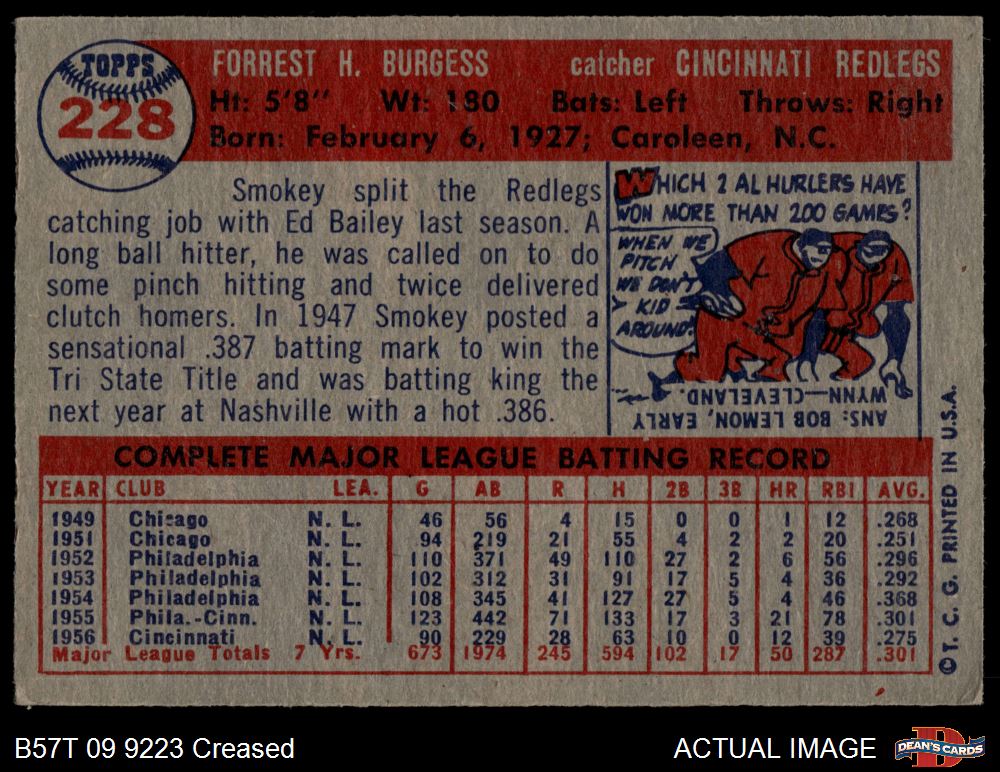 TOPPS
228
FORREST H. BURGESS catcher CINCINNATI REDLEGS
Ht: 5'8" Wt: 180 Bats: Left Throws: Right
Born: February 6, 1927; Caroleen, N.C.
Smokey split the Redlegs
catching job with Ed Bailey last season. A
long ball hitter, he was called on to do
some pinch hitting and twice delivered
clutch homers. In 1947 Smokey posted a
sensational .387 batting mark to win the
Tri State Title and was batting king the
next year at Nashville with a hot .386.
WHICH 2 AL HURLERS HAVE
WON MORE THAN 200 GAMES?
WHEN WE
PITCH
WE DON'T
KID
AROUND!
ANS: BOB LEMON, EARLY
WYNN—CLEVELAND.
COMPLETE MAJOR LEAGUE BATTING RECORD
YEAR CLUB LEA. G AB R H 2B 3B HR RBI AVG.
1949 Chicago N. L. 46 56 4 15 0 0 1 12 .268
1951 Chicago N. L. 94 219 21 55 4 2 2 20 .251
1952 Philadelphia N. L. 110 371 49 110 27 2 6 56 .296
1953 Philadelphia N. L. 102 312 31 91 17 5 4 36 .292
1954 Philadelphia N. L. 108 345 41 127 27 5 4 46 .368
1955 Phila.-Cinn. N. L. 123 442 71 133 17 3 21 78 .301
1956 Cincinnati N. L. 90 229 28 63 10 0 12 39 .275
Major League Totals 7 Yrs. 673 1974 245 594 102 17 50 287 .301
©T. C. G. PRINTED IN U.S.A.
B57T 09 9223 Creased
ACTUAL IMAGE
DEAN'S CARDS